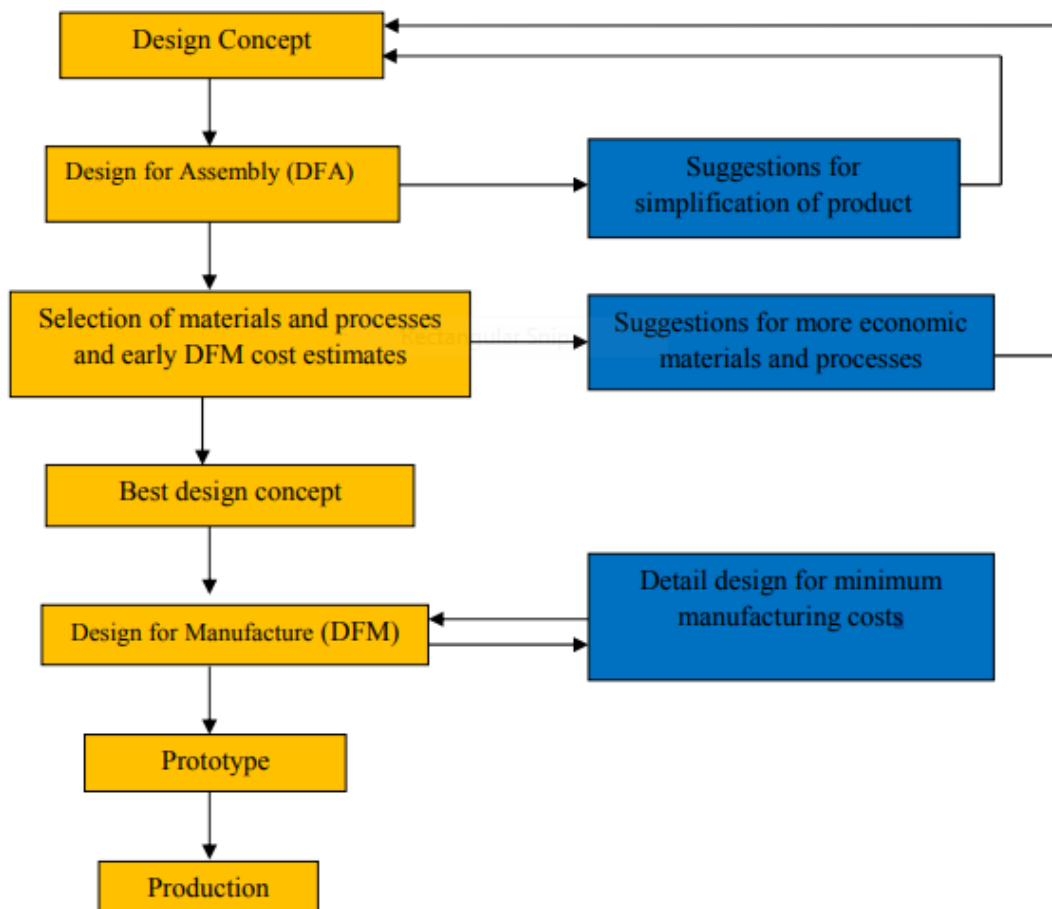 Design Concept
Design for Assembly (DFA)
Suggestions for
simplification of product
Selection of materials and processes
and early DFM cost estimates
Rectangular Snip
Suggestions for more economic
materials and processes
Best design concept
Detail design for minimum
manufacturing costs
Design for Manufacture (DFM)
Prototype
Production